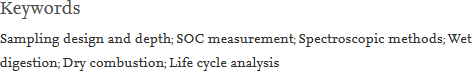 Keywords
Sampling design and depth; SOC measurement; Spectroscopic methods; Wet
digestion; Dry combustion; Life cycle analysis